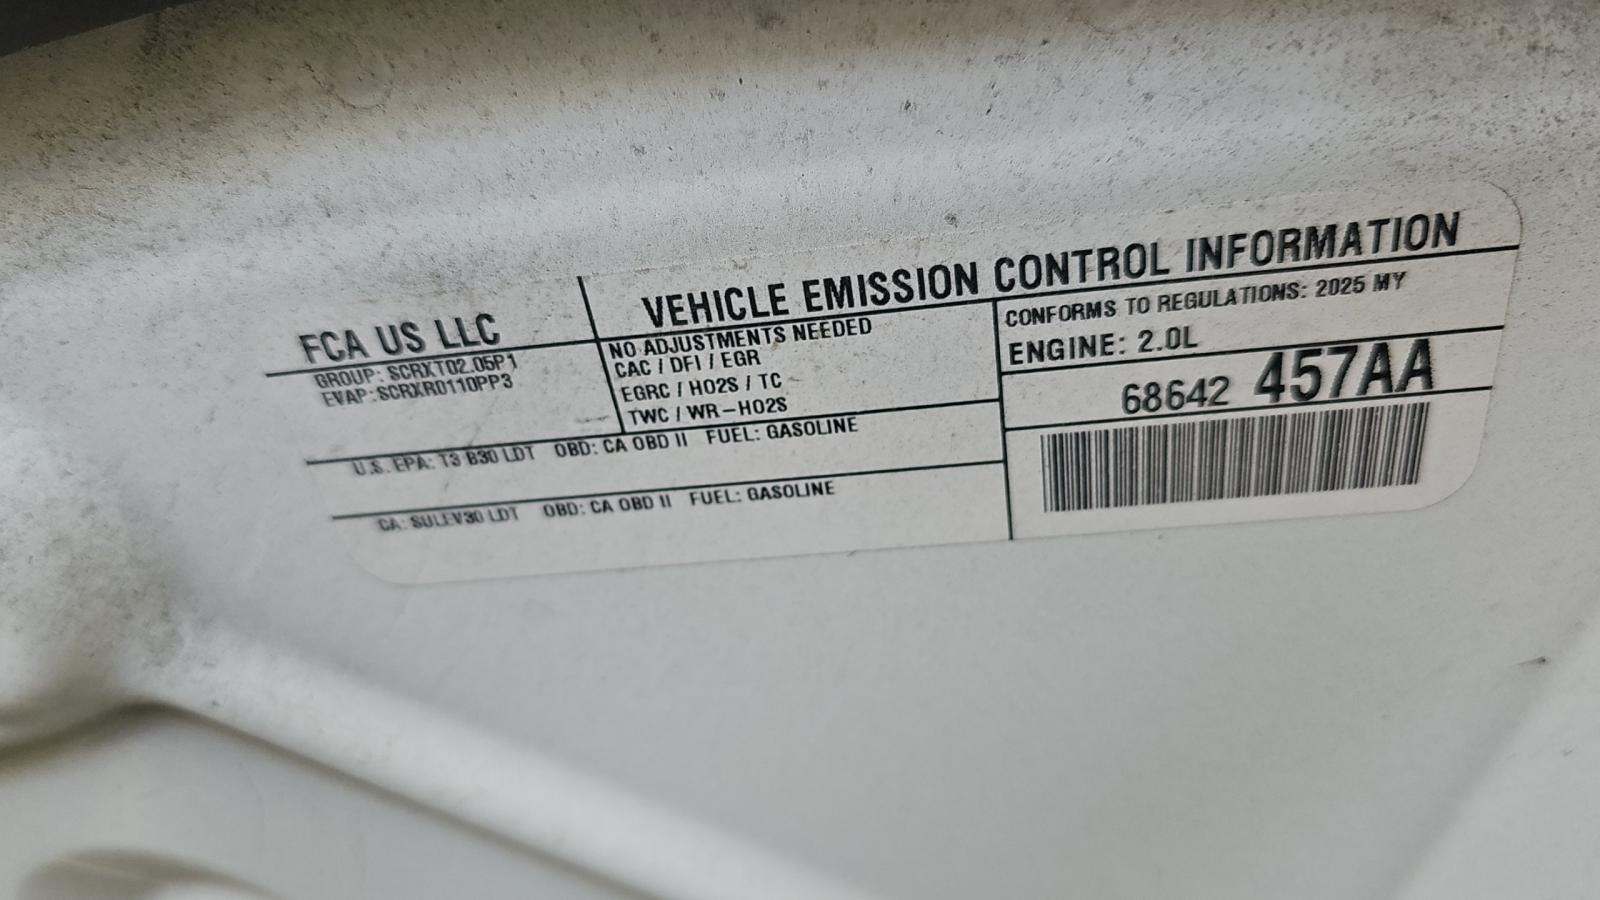 VEHICLE EMISSION CONTROL INFORMATION
FCA US LLC
GROUP: SCRXT02.05P1
EVAP: SCRXR0110PP3
NO ADJUSTMENTS NEEDED
CAC / DFI / EGR
EGRC / HO2S / TC
TWC / WR-HO2S
CONFORMS TO REGULATIONS: 2025 MY
ENGINE: 2.0L
68642 457AA
U.S. EPA: T3 B30 LDT OBD: CA OBD II FUEL: GASOLINE
CA: SULEV30 LDT OBD: CA OBD II FUEL: GASOLINE